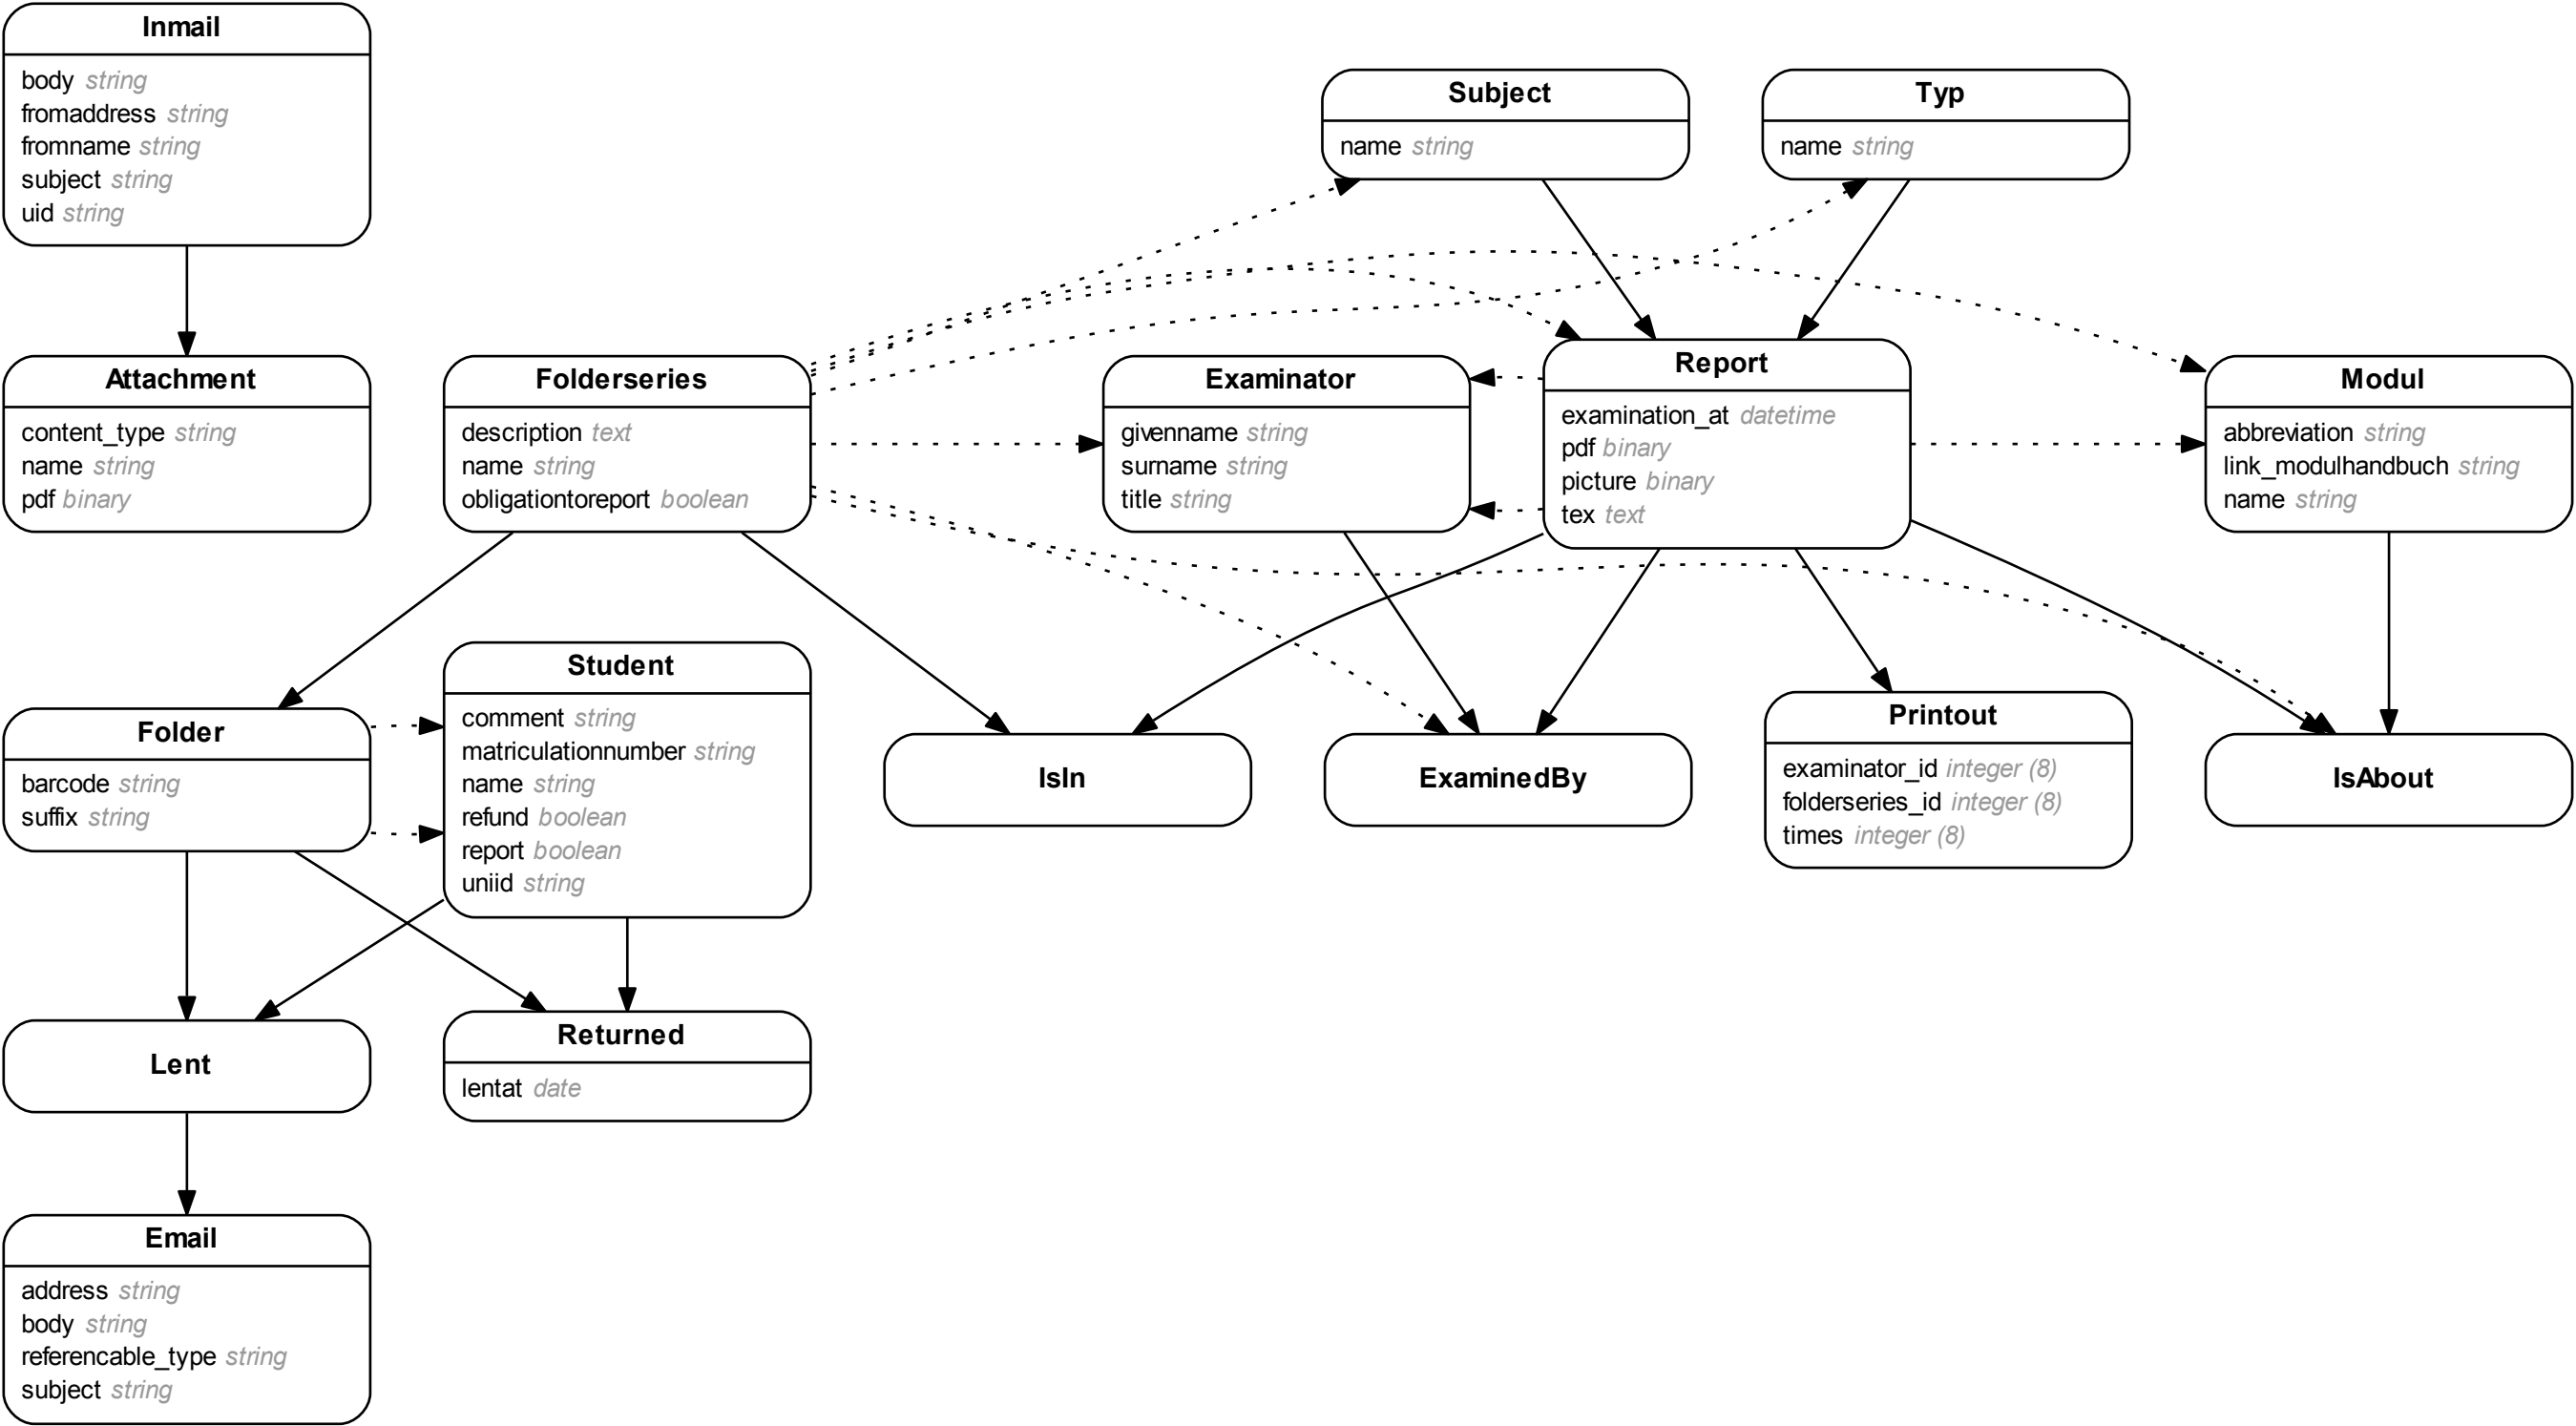 Inmail
body string
fromaddress string
fromname string
subject string
uid string
Subject
name string
Typ
name string
Attachment
content_type string
name string
pdf binary
Folderseries
description text
name string
obligationtoreport boolean
Examinator
givenname string
surname string
title string
Report
examination_at datetime
pdf binary
picture binary
tex text
Modul
abbreviation string
link_modulhandbuch string
name string
Folder
barcode string
suffix string
Student
comment string
matriculationnumber string
name string
refund boolean
report boolean
uniid string
IsIn
ExaminedBy
Printout
examinator_id integer (8)
folderseries_id integer (8)
times integer (8)
IsAbout
Lent
Returned
lentat date
Email
address string
body string
referencable_type string
subject string